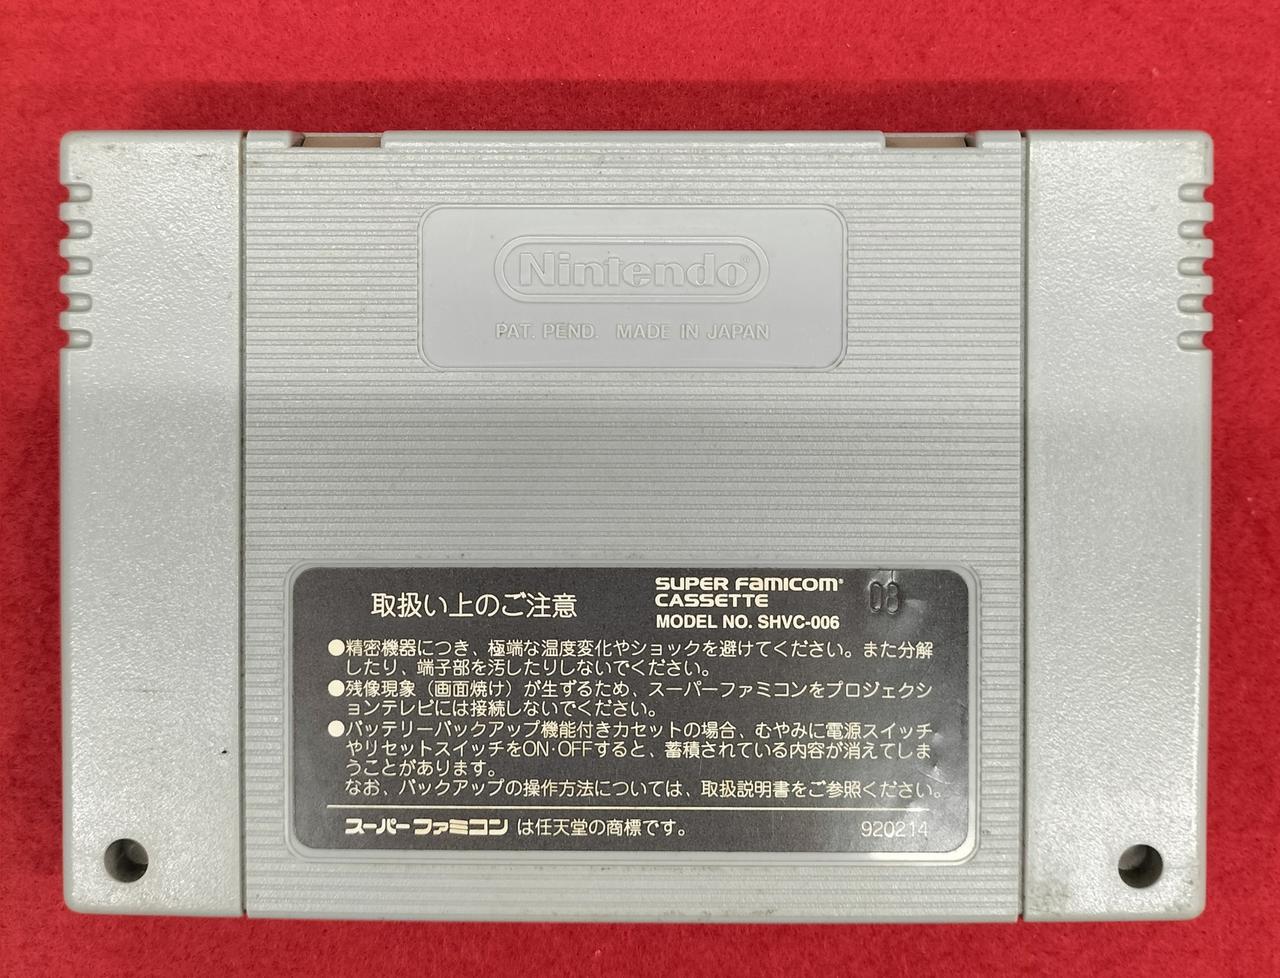 Nintendo®
PAT. PEND. MADE IN JAPAN
取扱い上のご注意
SUPER FAMICOM®
CASSETTE
MODEL NO. SHVC-006
08
●精密機器につき、極端な温度変化やショックを避けてください。また分解
したり、端子部を汚したりしないでください。
●残像現象（画面焼け）が生ずるため、スーパーファミコンをプロジェクシ
ョンテレビには接続しないでください。
●バッテリーバックアップ機能付きカセットの場合、むやみに電源スイッチ
やリセットスイッチをON·OFFすると、蓄積されている内容が消えてしま
うことがあります。
なお、バックアップの操作方法については、取扱説明書をご参照ください。
スーパーファミコン は任天堂の商標です。
920214